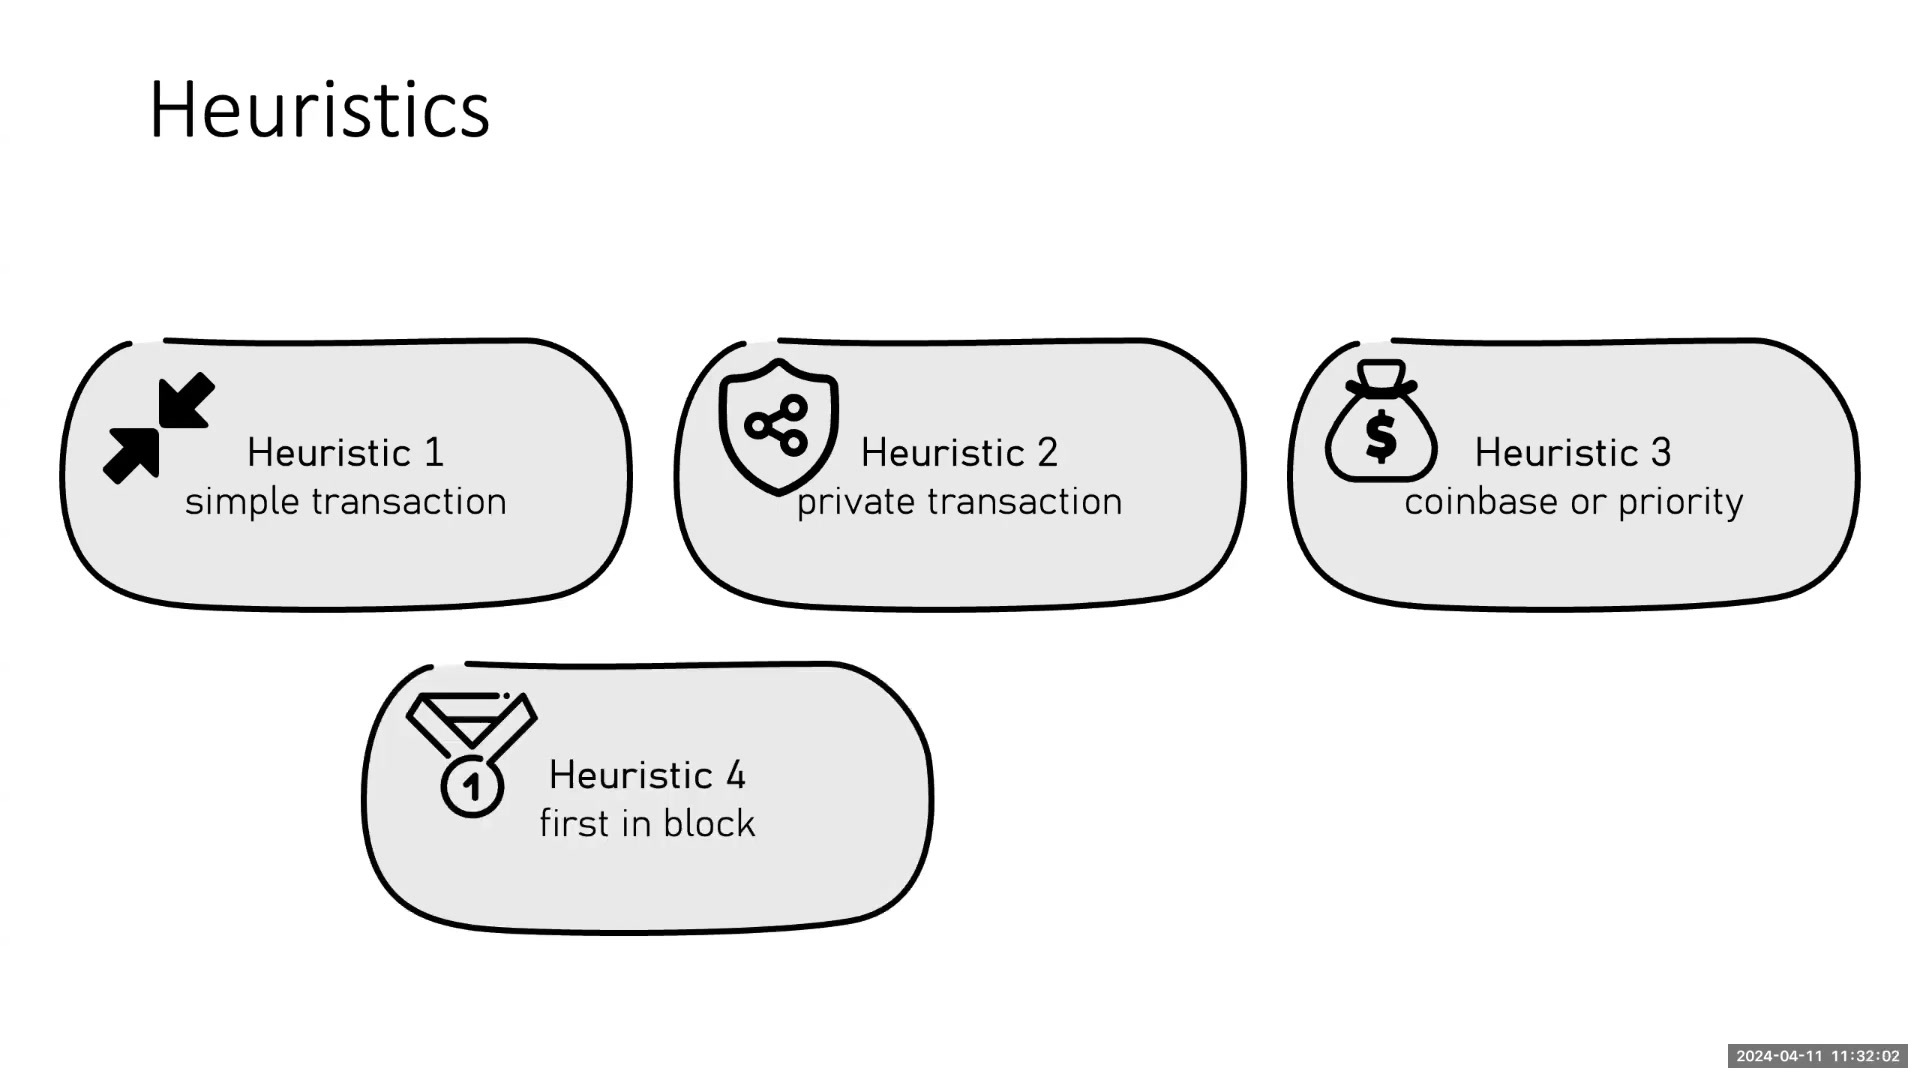 Heuristics
Heuristic 1
simple transaction
Heuristic 2
private transaction
$
Heuristic 3
coinbase or priority
1
Heuristic 4
first in block
2024-04-11 11:32:02